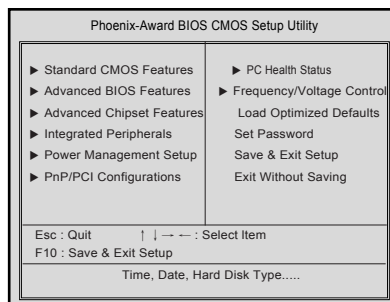 Phoenix-Award BIOS CMOS Setup Utility
▶ Standard CMOS Features
▶ Advanced BIOS Features
▶ Advanced Chipset Features
▶ Integrated Peripherals
▶ Power Management Setup
▶ PnP/PCI Configurations
▶ PC Health Status
▶ Frequency/Voltage Control
Load Optimized Defaults
Set Password
Save & Exit Setup
Exit Without Saving
Esc : Quit ↑ ↓ → ← : Select Item
F10 : Save & Exit Setup
Time, Date, Hard Disk Type.....